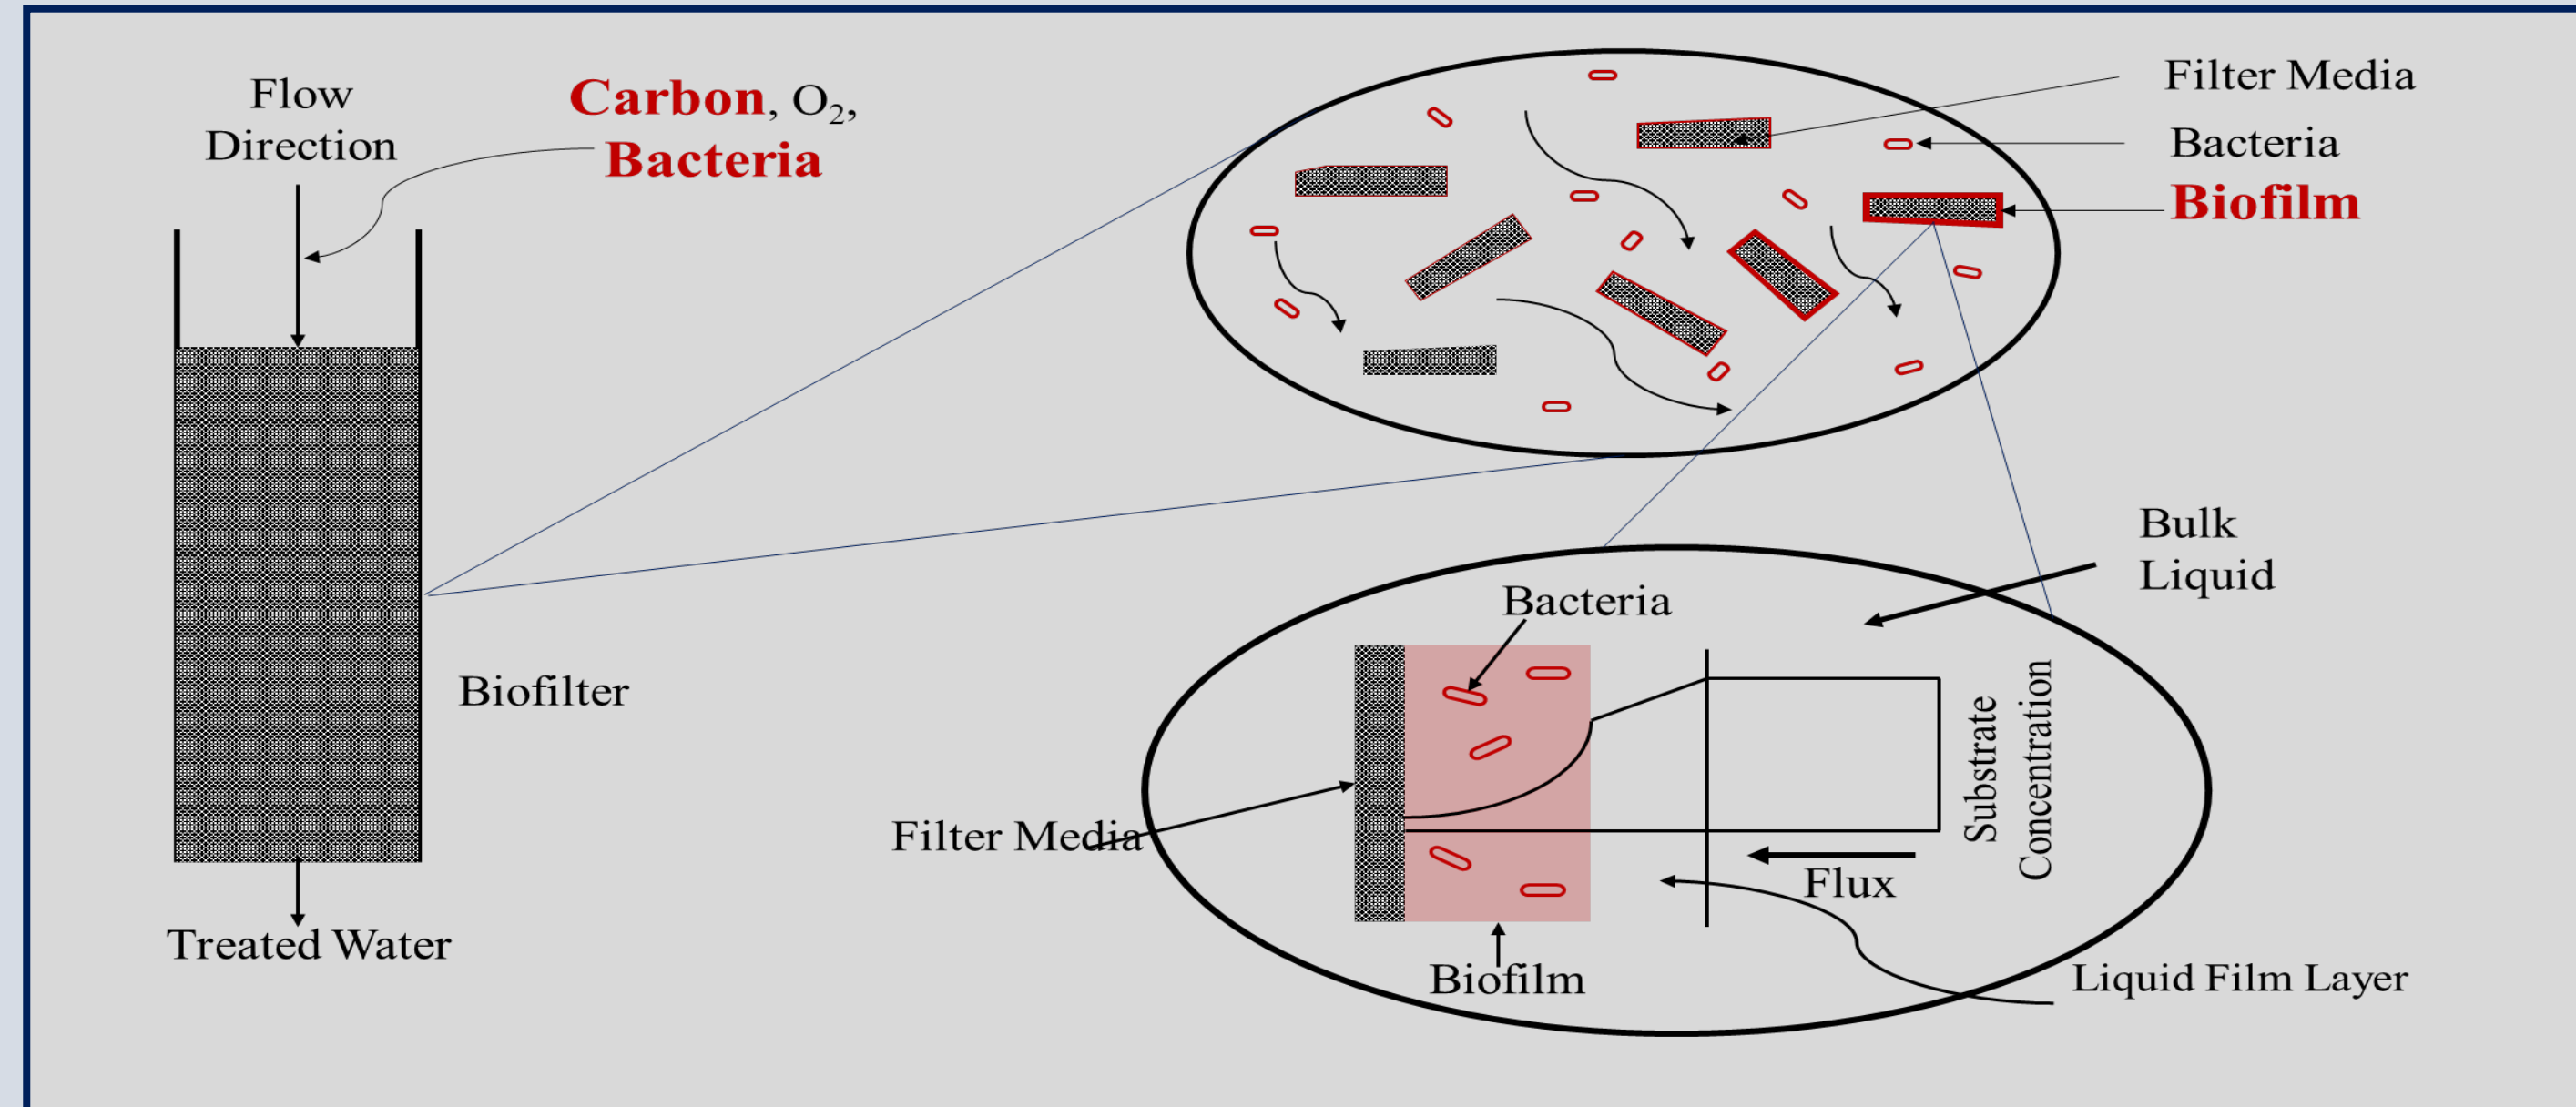 Flow
Direction
Carbon, O₂,
Bacteria
Biofilter
Treated Water
Filter Media
Bacteria
Biofilm
Bulk
Liquid
Bacteria
Substrate
Concentration
Filter Media
Flux
Biofilm
Liquid Film Layer